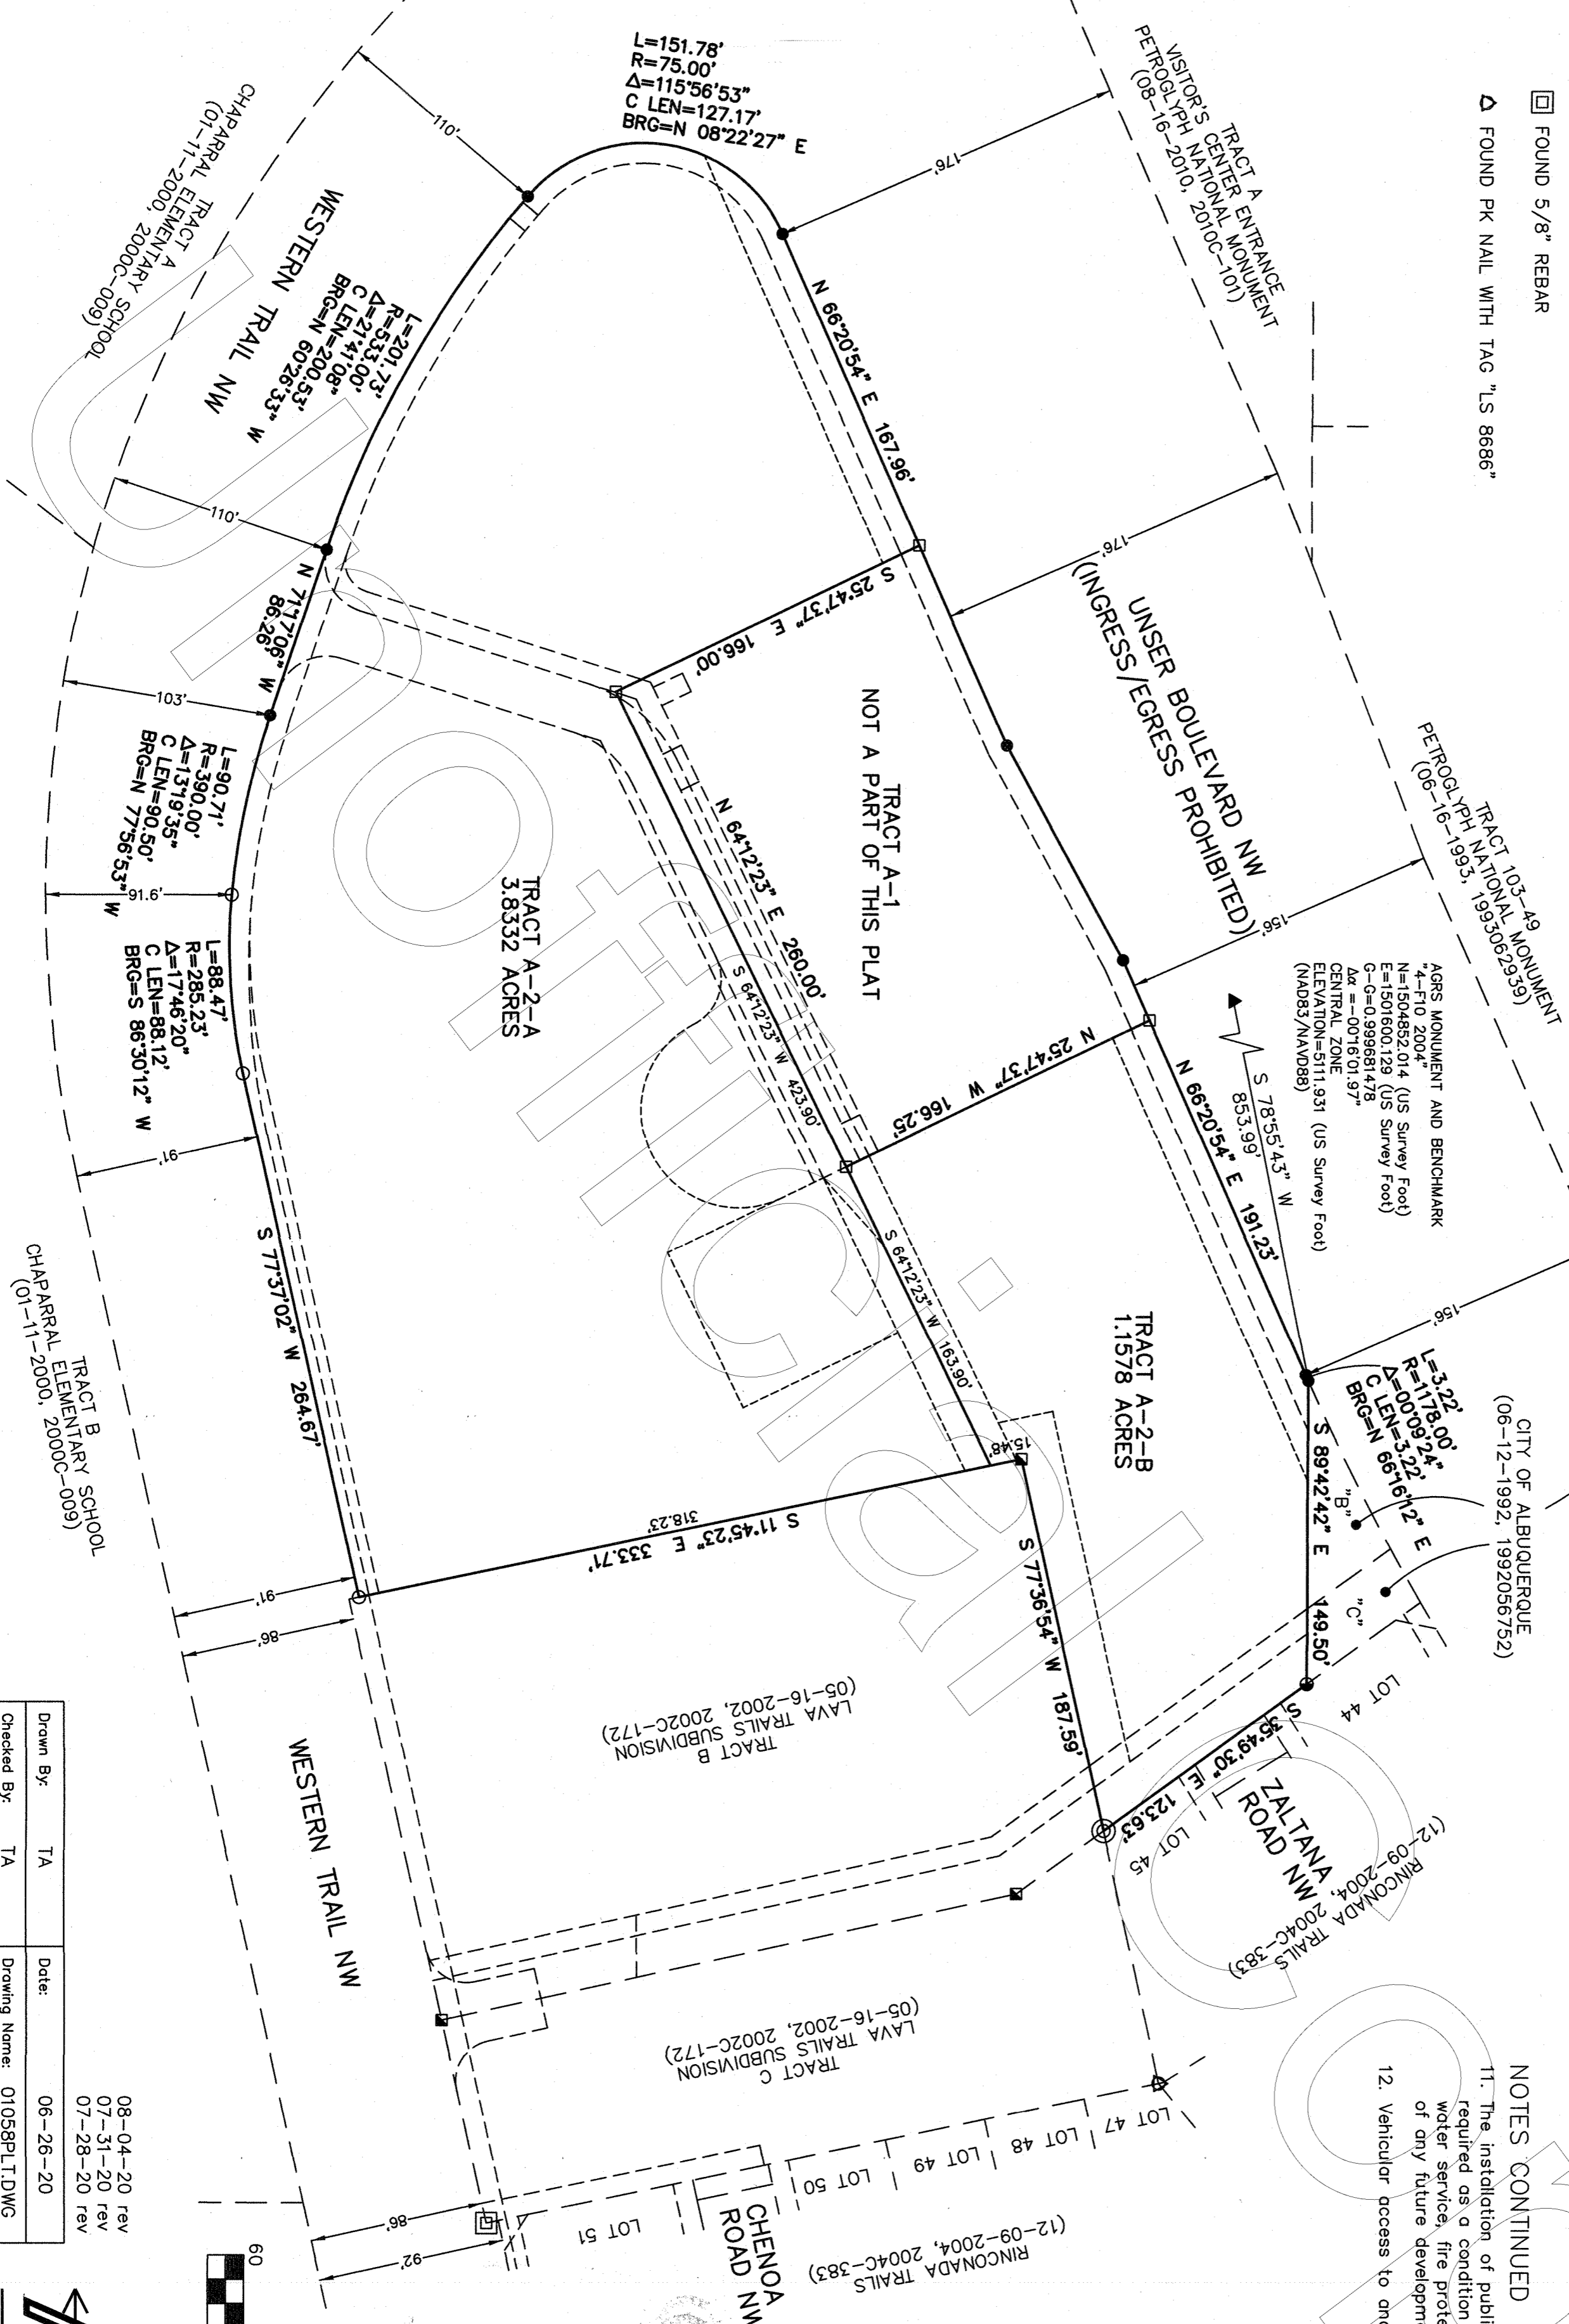 FOUND 5/8" REBAR
FOUND PK NAIL WITH TAG "LS 8686"
TRACT A
VISITOR'S CENTER ENTRANCE
PETROGLYPH NATIONAL MONUMENT
(08-16-2010, 2010C-101)
L=151.78'
R=75.00'
Δ=115°56'53"
C LEN=127.17'
BRG=N 08°22'27" E
110'
176'
TRACT A
CHAPARRAL ELEMENTARY SCHOOL
(01-11-2000, 2000C-009)
WESTERN TRAIL NW
L=201.73'
R=533.00'
Δ=21°41'08"
C LEN=200.53'
BRG=N 60°26'33" W
N 66°20'54" E 167.96'
176'
UNSER BOULEVARD NW
(INGRESS/EGRESS PROHIBITED)
S 25°47'37" E 166.00'
110'
N 71°17'06" W
86.26'
103'
L=90.71'
R=390.00'
Δ=13°19'35"
C LEN=90.50'
BRG=N 77°56'53" W
91.6'
TRACT A-1
NOT A PART OF THIS PLAT
N 64°12'23" E 260.00'
S 64°12'23" W 423.90'
TRACT A-2-A
3.8332 ACRES
TRACT 103-49
PETROGLYPH NATIONAL MONUMENT
(06-16-1993, 1993062939)
156'
AGRS MONUMENT AND BENCHMARK
"4-F10 2004"
N=1504852.014 (US Survey Foot)
E=1501600.129 (US Survey Foot)
G-G=0.999681478
Δα =-00°16'01.97"
CENTRAL ZONE
ELEVATION=5111.931 (US Survey Foot)
(NAD83/NAVD88)
S 78°55'43" W
853.99'
N 25°47'37" W 166.25'
N 66°20'54" E 191.23'
156'
L=88.47'
R=285.23'
Δ=17°46'20"
C LEN=88.12'
BRG=S 86°30'12" W
91'
S 77°37'02" W 264.67'
TRACT B
CHAPARRAL ELEMENTARY SCHOOL
(01-11-2000, 2000C-009)
S 64°12'23" W 163.90'
TRACT A-2-B
1.1578 ACRES
L=3.22'
R=1178.00'
Δ=00°09'24"
C LEN=3.22'
BRG=N 66°16'12" E
CITY OF ALBUQUERQUE
(06-12-1992, 1992056752)
"B"
"C"
S 89°42'42" E 149.50'
15.48'
S 11°45'23" E 333.71'
318.23'
S 77°36'54" W 187.59'
S 35°49'30" E 123.63'
LOT 44
LOT 45
ZALTANA
ROAD NW
RINCONADA TRAILS
(12-09-2004, 2004C-383)
91'
86'
TRACT B
LAVA TRAILS SUBDIVISION
(05-16-2002, 2002C-172)
WESTERN TRAIL NW
TRACT C
LAVA TRAILS SUBDIVISION
(05-16-2002, 2002C-172)
LOT 47
LOT 48
LOT 49
LOT 50
LOT 51
CHENOA
ROAD NW
RINCONADA TRAILS
(12-09-2004, 2004C-383)
86'
92'
NOTES CONTINUED
11. The installation of publi
required as a condition
water service, fire prote
of any future developm
12. Vehicular access to and
08-04-20 rev
07-31-20 rev
07-28-20 rev
Drawn By: TA Date: 06-26-20
Checked By: TA Drawing Name: 01058PLT.DWG
60
Unofficial